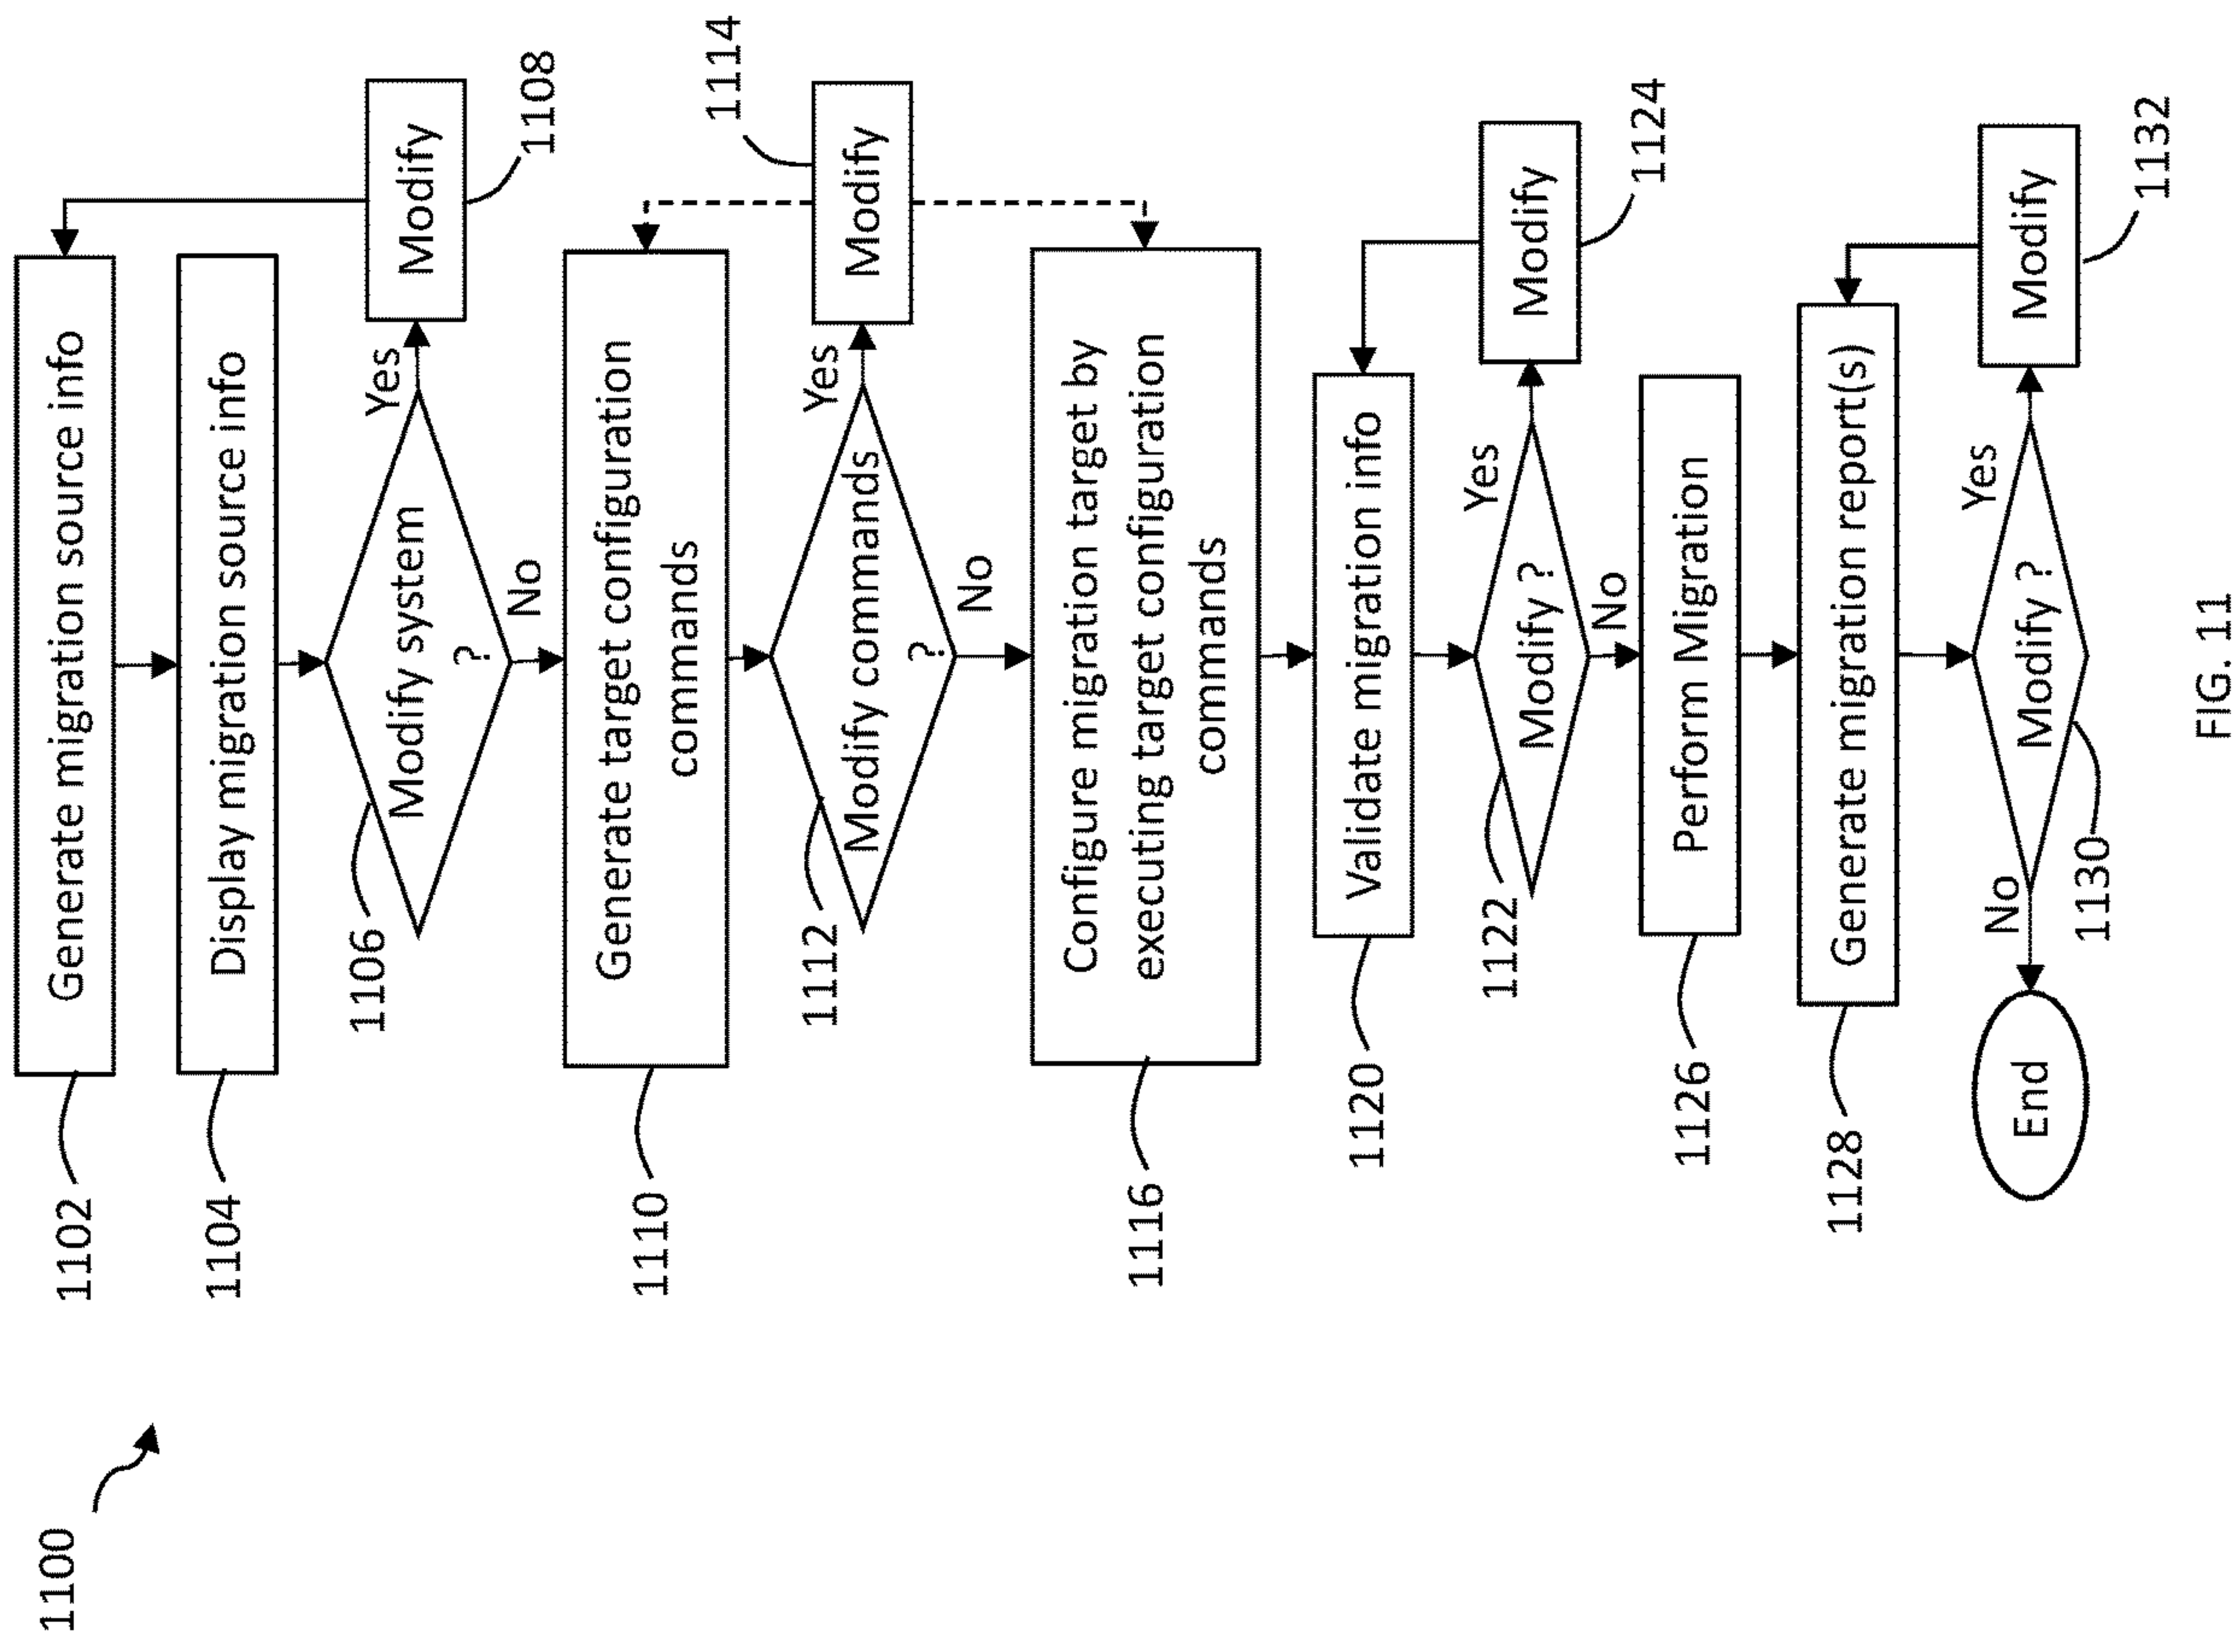 1100
1102
Generate migration source info
1104
Display migration source info
1106
Modify system
?
Yes
No
Modify
1108
1110
Generate target configuration
commands
1112
Modify commands
?
Yes
No
Modify
1114
1116
Configure migration target by
executing target configuration
commands
1120
Validate migration info
1122
Modify ?
Yes
No
Modify
1124
1126
Perform Migration
1128
Generate migration report(s)
1130
Modify ?
Yes
No
Modify
1132
End
FIG. 11